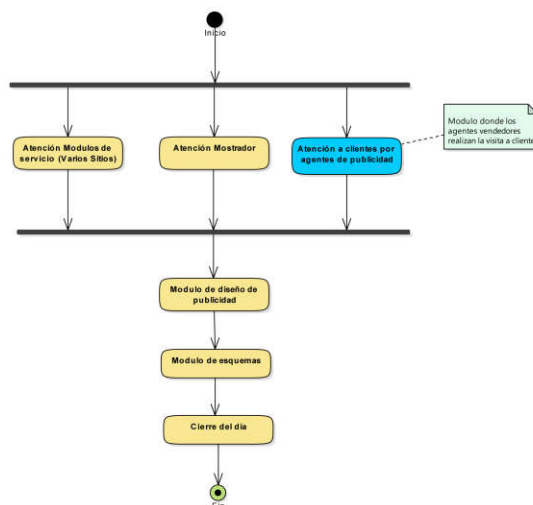 Inicio
Atención Modulos de
servicio (Varios Sitios)
Atención Mostrador
Atención a clientes por
agentes de publicidad
Modulo donde los
agentes vendedores
realizan la visita a cliente
Modulo de diseño de
publicidad
Modulo de esquemas
Cierre del dia